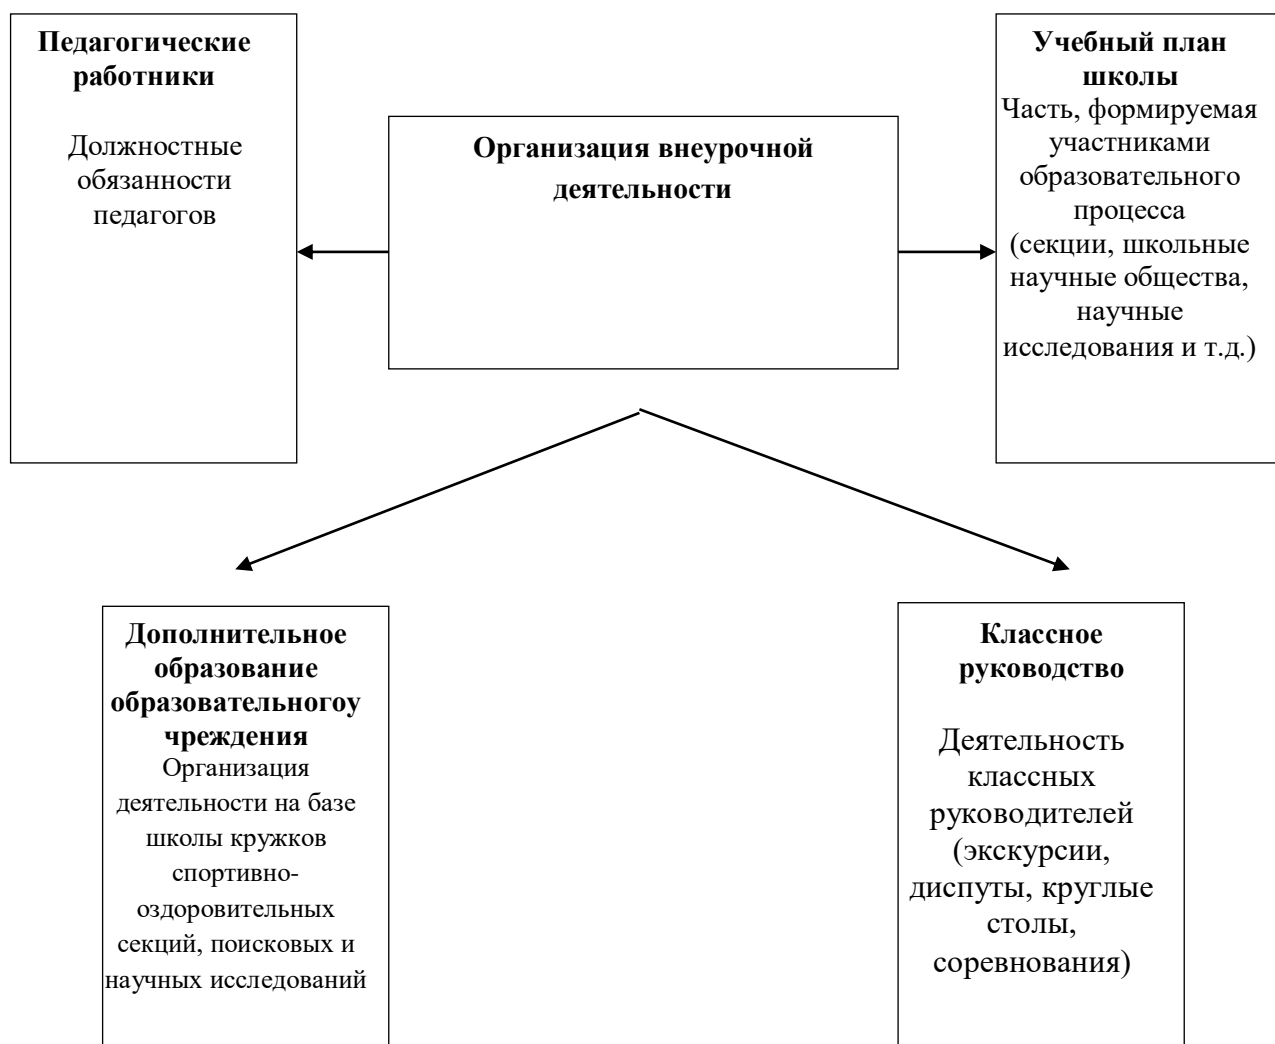 Педагогические
работники
Должностные
обязанности
педагогов
Организация внеурочной
деятельности
Учебный план
школы
Часть, формируемая
участниками
образовательного
процесса
(секции, школьные
научные общества,
научные
исследования и т.д.)
Дополнительное
образование
образовательногоу
чреждения
Организация
деятельности на базе
школы кружков
спортивно-
оздоровительных
секций, поисковых и
научных исследований
Классное
руководство
Деятельность
классных
руководителей
(экскурсии,
диспуты, круглые
столы,
соревнования)